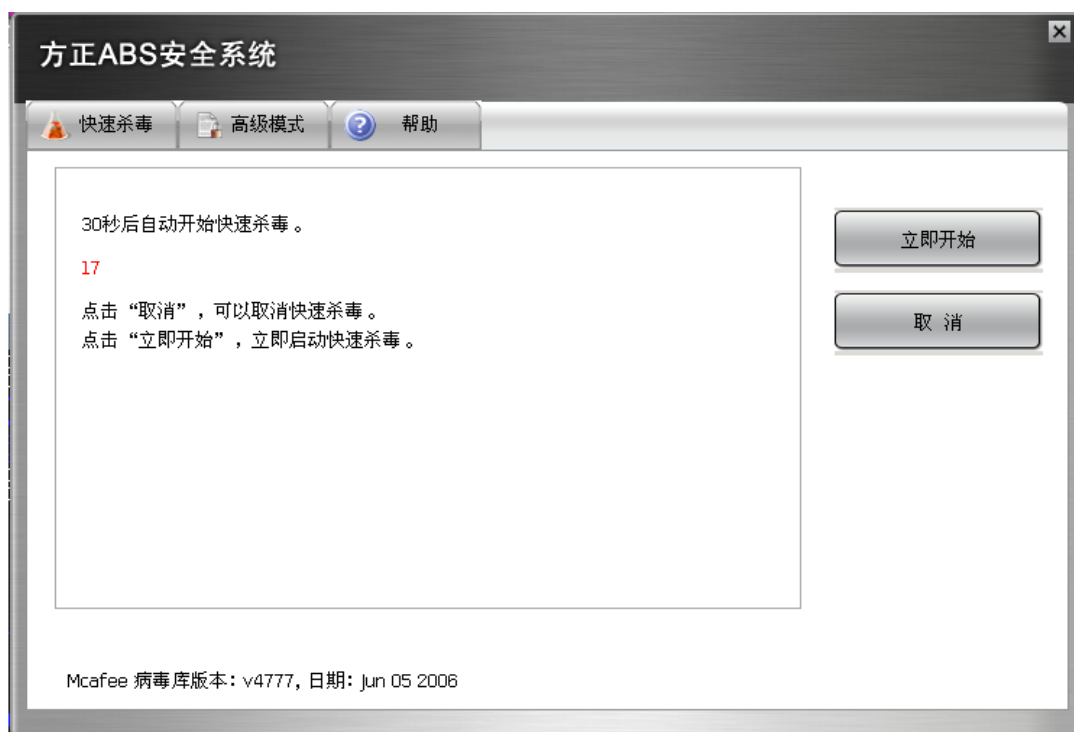 方正ABS安全系统
快速杀毒 高级模式 帮助
30秒后自动开始快速杀毒。
17
点击“取消”，可以取消快速杀毒。
点击“立即开始”，立即启动快速杀毒。
立即开始
取 消
Mcafee 病毒库版本: v4777, 日期: Jun 05 2006